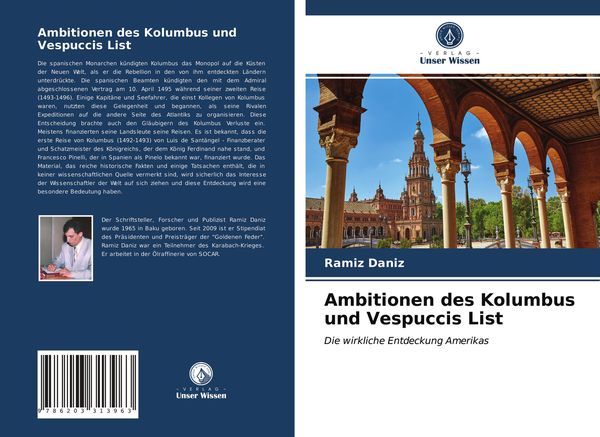 Ambitionen des Kolumbus und
Vespuccis List
Die spanischen Monarchen kündigten Kolumbus das Monopol auf die Küsten
der Neuen Welt, als er die Rebellion in den von ihm entdeckten Ländern
unterdrückte. Die spanischen Beamten kündigten den mit dem Admiral
abgeschlossenen Vertrag am 10. April 1495 während seiner zweiten Reise
(1493-1496). Einige Kapitäne und Seefahrer, die einst Kollegen von Kolumbus
waren, nutzten diese Gelegenheit und begannen, als seine Rivalen
Expeditionen auf die andere Seite des Atlantiks zu organisieren. Diese
Entscheidung brachte auch den Gläubigern des Kolumbus Verluste ein.
Meistens finanzierten seine Landsleute seine Reisen. Es ist bekannt, dass die
erste Reise von Kolumbus (1492-1493) von Luis de Santángel - Finanzberater
und Schatzmeister des Königreichs, der dem König Ferdinand nahe stand, und
Francesco Pinelli, der in Spanien als Pinelo bekannt war, finanziert wurde. Das
Material, das reiche historische Fakten und einige Tatsachen enthält, die in
keiner wissenschaftlichen Quelle vermerkt sind, wird sicherlich das Interesse
der Wissenschaftler der Welt auf sich ziehen und diese Entdeckung wird eine
besondere Bedeutung haben.
Der Schriftsteller, Forscher und Publizist Ramiz Daniz
wurde 1965 in Baku geboren. Seit 2009 ist er Stipendiat
des Präsidenten und Preisträger der "Goldenen Feder".
Ramiz Daniz war ein Teilnehmer des Karabach-Krieges.
Er arbeitet in der Ölraffinerie von SOCAR.
9 786203 313963
- VERLAG -
Unser Wissen
- VERLAG -
Unser Wissen
Ramiz Daniz
Ambitionen des Kolumbus
und Vespuccis List
Die wirkliche Entdeckung Amerikas